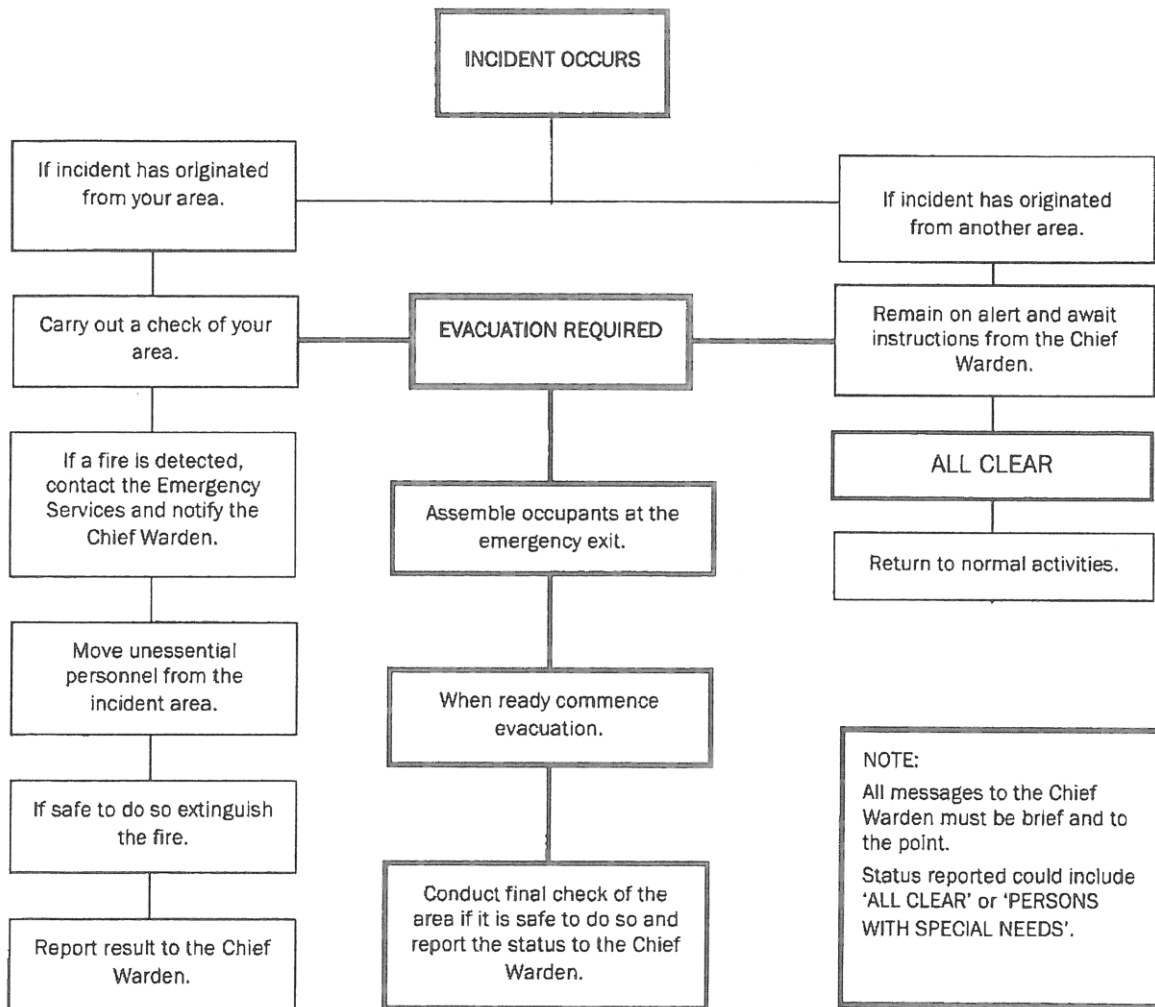 INCIDENT OCCURS
If incident has originated
from your area.
If incident has originated
from another area.
Carry out a check of your
area.
EVACUATION REQUIRED
Remain on alert and await
instructions from the Chief
Warden.
If a fire is detected,
contact the Emergency
Services and notify the
Chief Warden.
Assemble occupants at the
emergency exit.
ALL CLEAR
Return to normal activities.
Move unessential
personnel from the
incident area.
When ready commence
evacuation.
If safe to do so extinguish
the fire.
Conduct final check of the
area if it is safe to do so and
report the status to the Chief
Warden.
Report result to the Chief
Warden.
NOTE:
All messages to the Chief
Warden must be brief and to
the point.
Status reported could include
‘ALL CLEAR’ or ‘PERSONS
WITH SPECIAL NEEDS’.